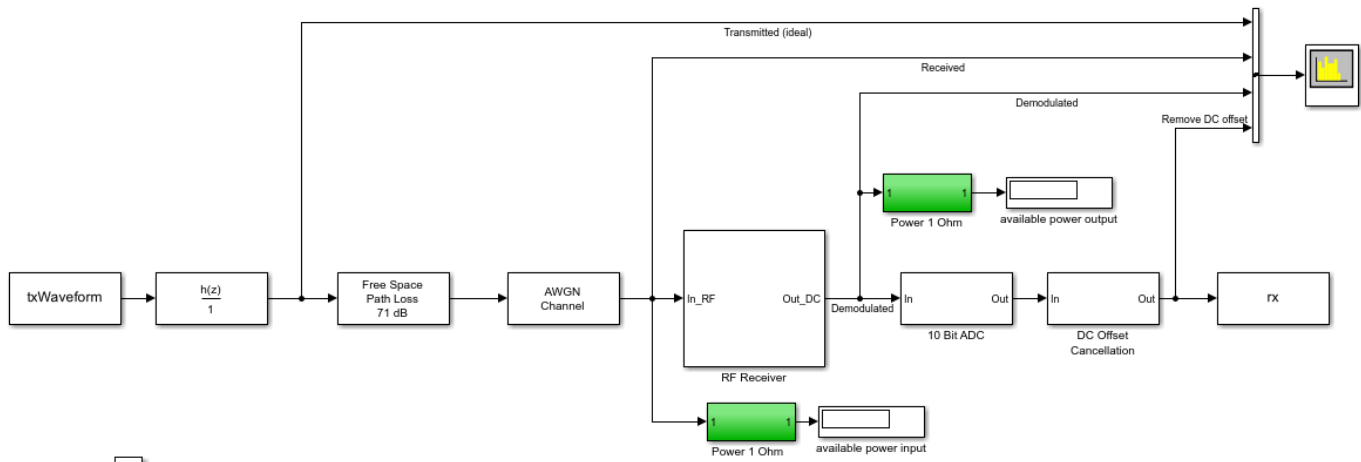 Transmitted (ideal)
Received
Demodulated
Remove DC offset
1
1
Power 1 Ohm
available power output
txWaveform
h(z)
1
Free Space
Path Loss
71 dB
AWGN
Channel
In_RF
Out_DC
RF Receiver
Demodulated
In
Out
10 Bit ADC
In
Out
DC Offset
Cancellation
rx
1
1
Power 1 Ohm
available power input